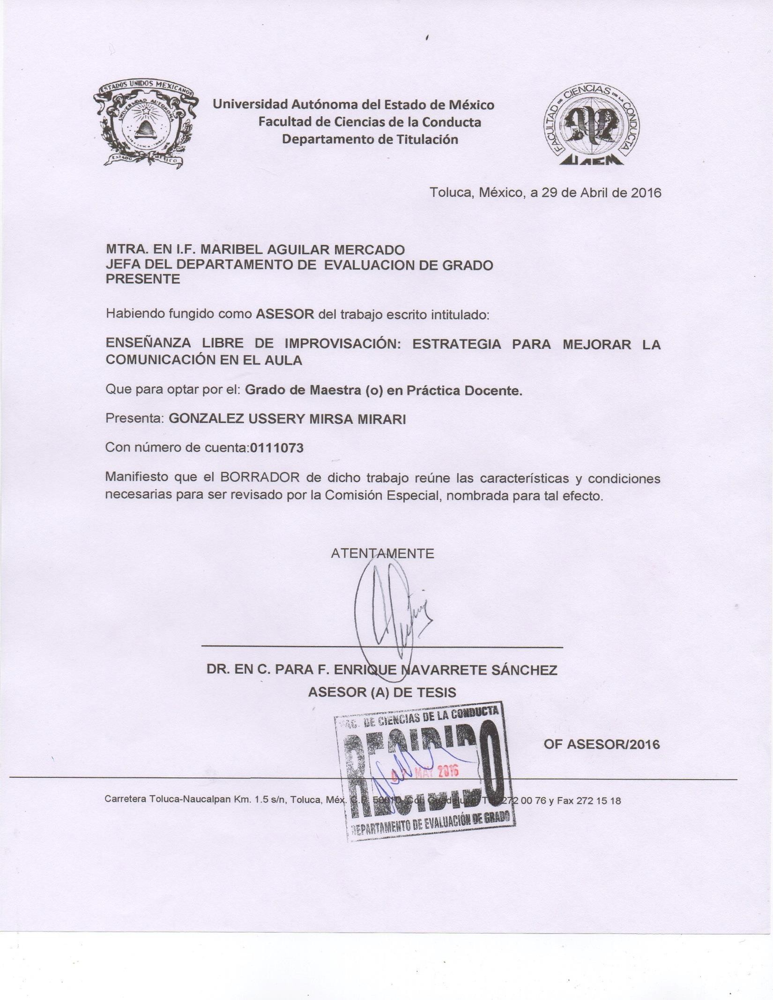 ESTADOS UNIDOS MEXICANOS
UNIVERSIDAD AUTONOMA
ESTADO MEXICO
Universidad Autónoma del Estado de México
Facultad de Ciencias de la Conducta
Departamento de Titulación
FACULTAD DE CIENCIAS DE LA CONDUCTA
UAEM
Toluca, México, a 29 de Abril de 2016
MTRA. EN I.F. MARIBEL AGUILAR MERCADO
JEFA DEL DEPARTAMENTO DE EVALUACION DE GRADO
PRESENTE
Habiendo fungido como ASESOR del trabajo escrito intitulado:
ENSEÑANZA LIBRE DE IMPROVISACIÓN: ESTRATEGIA PARA MEJORAR LA
COMUNICACIÓN EN EL AULA
Que para optar por el: Grado de Maestra (o) en Práctica Docente.
Presenta: GONZALEZ USSERY MIRSA MIRARI
Con número de cuenta:0111073
Manifiesto que el BORRADOR de dicho trabajo reúne las características y condiciones
necesarias para ser revisado por la Comisión Especial, nombrada para tal efecto.
ATENTAMENTE
DR. EN C. PARA F. ENRIQUE NAVARRETE SÁNCHEZ
ASESOR (A) DE TESIS
FAC. DE CIENCIAS DE LA CONDUCTA
RECIBIDO
MAY 2016
OF ASESOR/2016
Carretera Toluca-Naucalpan Km. 1.5 s/n, Toluca, Méx. C.P. 50010, Col. 272 00 76 y Fax 272 15 18
RECIBIDO
DEPARTAMENTO DE EVALUACIÓN DE GRADO